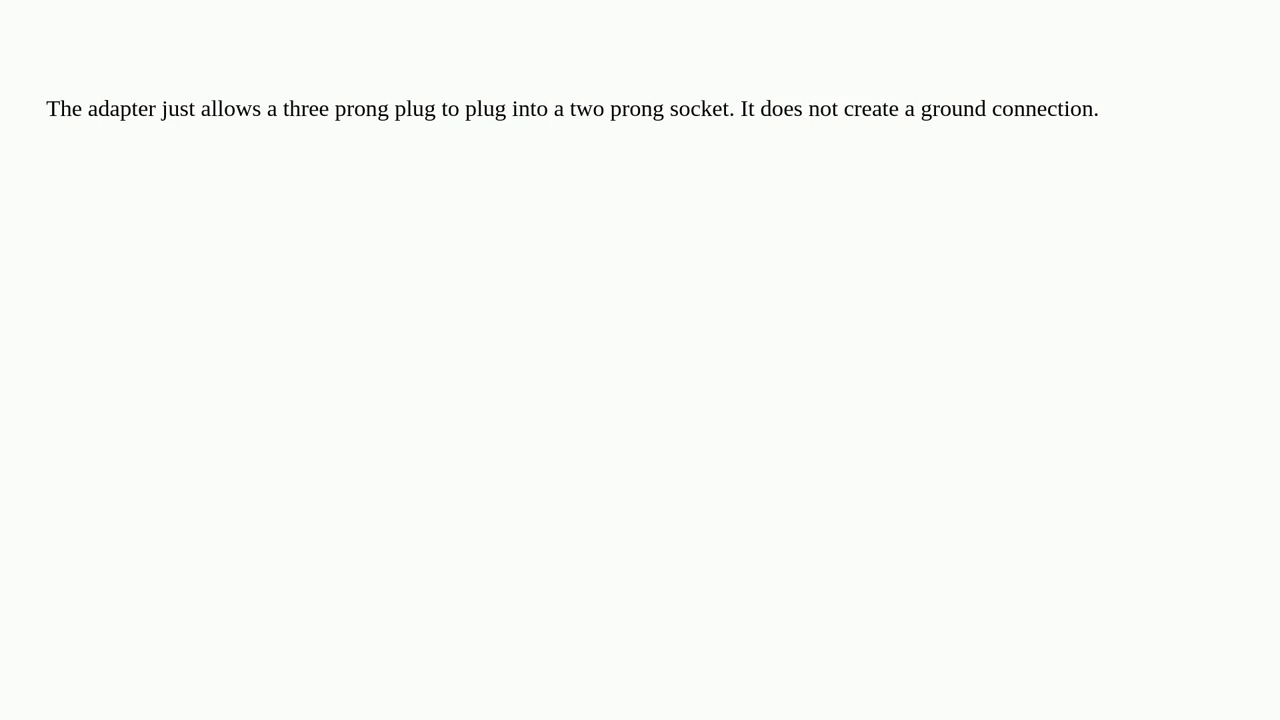 The adapter just allows a three prong plug to plug into a two prong socket. It does not create a ground connection.